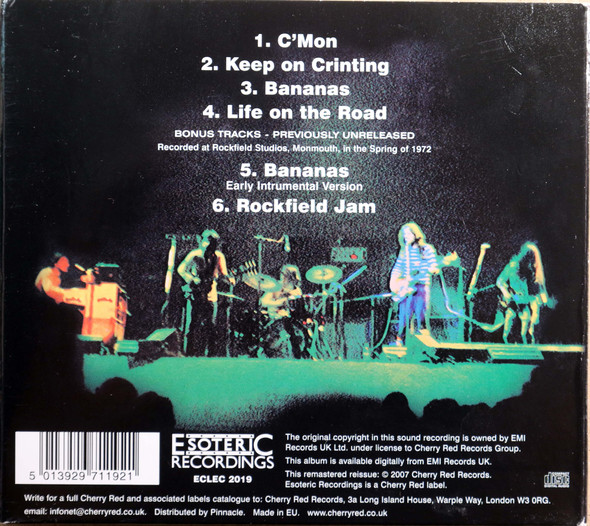 1. C'Mon
2. Keep on Crinting
3. Bananas
4. Life on the Road
BONUS TRACKS - PREVIOUSLY UNRELEASED
Recorded at Rockfield Studios, Monmouth, in the Spring of 1972
5. Bananas
Early Intrumental Version
6. Rockfield Jam
5 013929 711921
ESOTERIC
RECORDINGS
ECLEC 2019
The original copyright in this sound recording is owned by EMI
Records UK Ltd. under license to Cherry Red Records Group.
This album is available digitally from EMI Records UK.
This remastered reissue: © 2007 Cherry Red Records.
Esoteric Recordings is a Cherry Red label.
Write for a full Cherry Red and associated labels catalogue to: Cherry Red Records, 3a Long Island House, Warple Way, London W3 0RG.
email: infonet@cherryred.co.uk. Distributed by Pinnacle. Made in EU. www.cherryred.co.uk